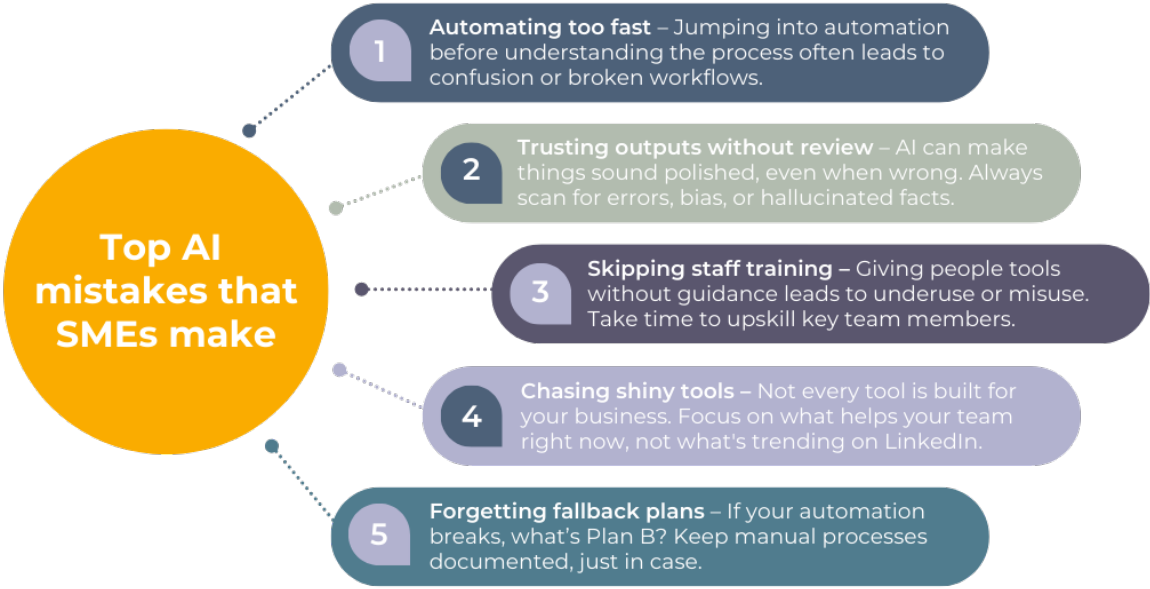 Top AI
mistakes that
SMEs make
1
Automating too fast – Jumping into automation
before understanding the process often leads to
confusion or broken workflows.
2
Trusting outputs without review – AI can make
things sound polished, even when wrong. Always
scan for errors, bias, or hallucinated facts.
3
Skipping staff training – Giving people tools
without guidance leads to underuse or misuse.
Take time to upskill key team members.
4
Chasing shiny tools – Not every tool is built for
your business. Focus on what helps your team
right now, not what's trending on LinkedIn.
5
Forgetting fallback plans – If your automation
breaks, what’s Plan B? Keep manual processes
documented, just in case.